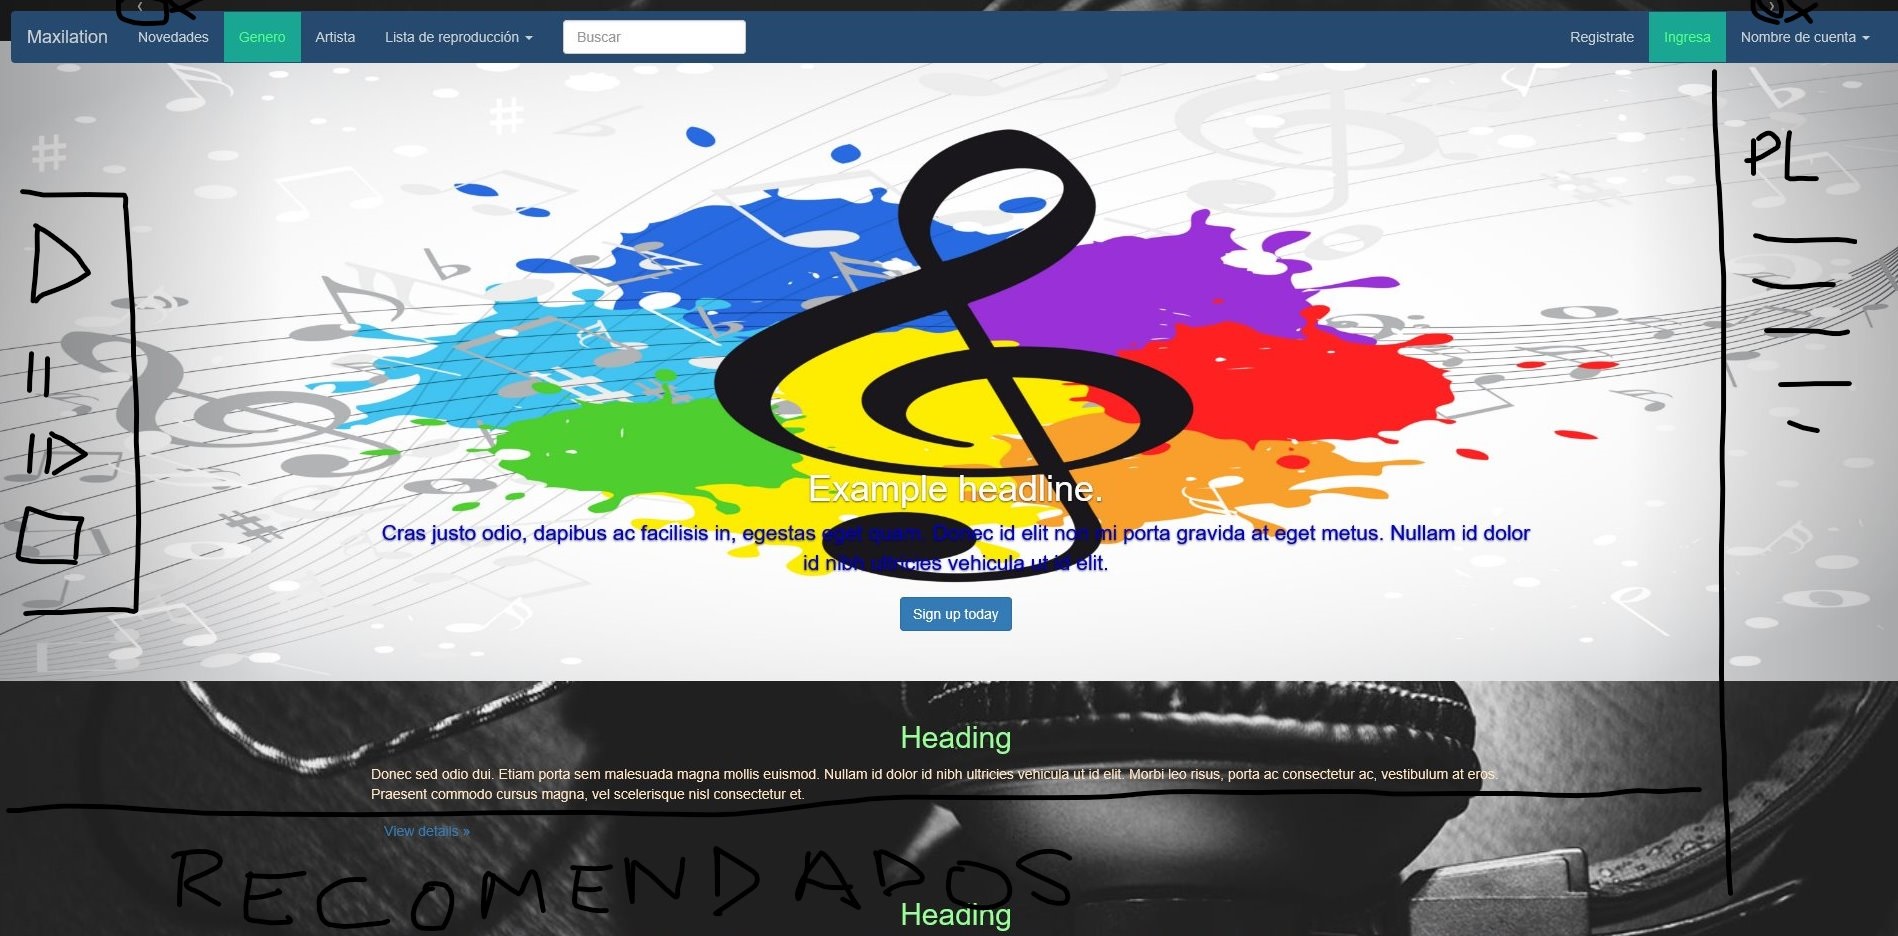 Maxilation Novedades Genero Artista Lista de reproducción Buscar Registrate Ingresa Nombre de cuenta
PL
Example headline.
Cras justo odio, dapibus ac facilisis in, egestas eget quam. Donec id elit non mi porta gravida at eget metus. Nullam id dolor
id nibh ultricies vehicula ut id elit.
Sign up today
Heading
Donec sed odio dui. Etiam porta sem malesuada magna mollis euismod. Nullam id dolor id nibh ultricies vehicula ut id elit. Morbi leo risus, porta ac consectetur ac, vestibulum at eros.
Praesent commodo cursus magna, vel scelerisque nisl consectetur et.
View details »
RECOMENDADOS
Heading